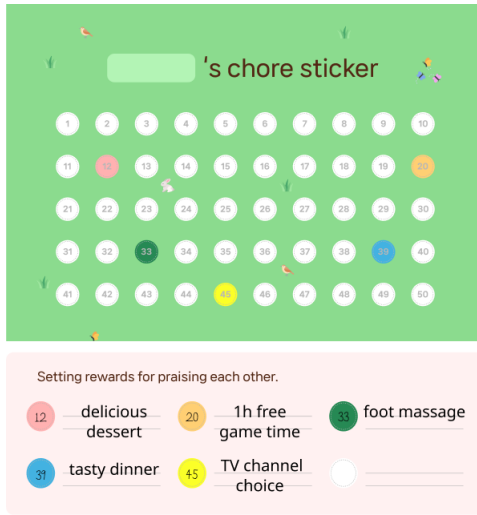 's chore sticker
1 2 3 4 5 6 7 8 9 10
11 12 13 14 15 16 17 18 19 20
21 22 23 24 25 26 27 28 29 30
31 32 33 34 35 36 37 38 39 40
41 42 43 44 45 46 47 48 49 50
Setting rewards for praising each other.
12 delicious dessert
20 1h free game time
33 foot massage
39 tasty dinner
45 TV channel choice